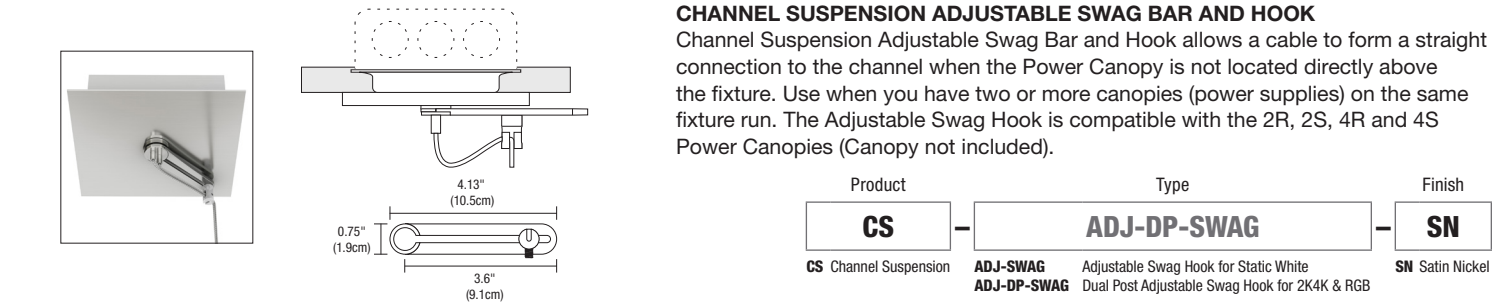 CHANNEL SUSPENSION ADJUSTABLE SWAG BAR AND HOOK
Channel Suspension Adjustable Swag Bar and Hook allows a cable to form a straight
connection to the channel when the Power Canopy is not located directly above
the fixture. Use when you have two or more canopies (power supplies) on the same
fixture run. The Adjustable Swag Hook is compatible with the 2R, 2S, 4R and 4S
Power Canopies (Canopy not included).
4.13"
(10.5cm)
0.75"
(1.9cm)
3.6"
(9.1cm)
Product Type Finish
CS – ADJ-DP-SWAG – SN
CS Channel Suspension ADJ-SWAG Adjustable Swag Hook for Static White SN Satin Nickel
ADJ-DP-SWAG Dual Post Adjustable Swag Hook for 2K4K & RGB